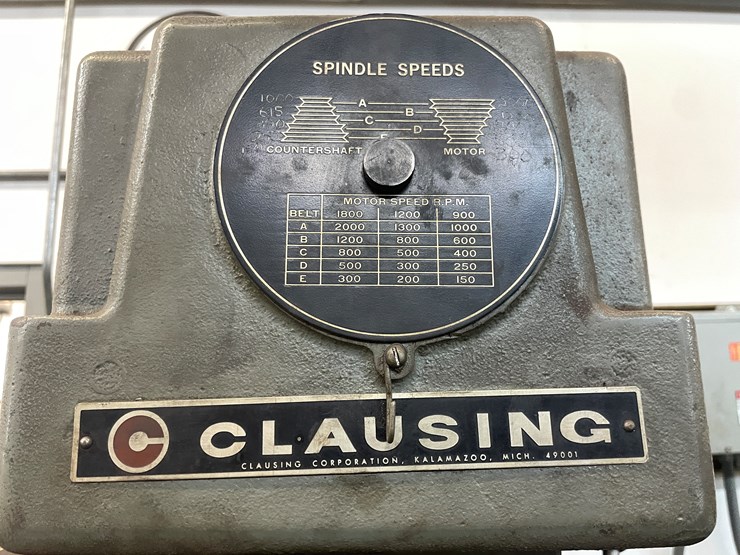 SPINDLE SPEEDS
A
615 B
C
D
E
COUNTERSHAFT MOTOR
MOTOR SPEED R.P.M.
BELT 1800 1200 900
A 2000 1300 1000
B 1200 800 600
C 800 500 400
D 500 300 250
E 300 200 150
C CLAUSING
CLAUSING CORPORATION, KALAMAZOO, MICH. 49001